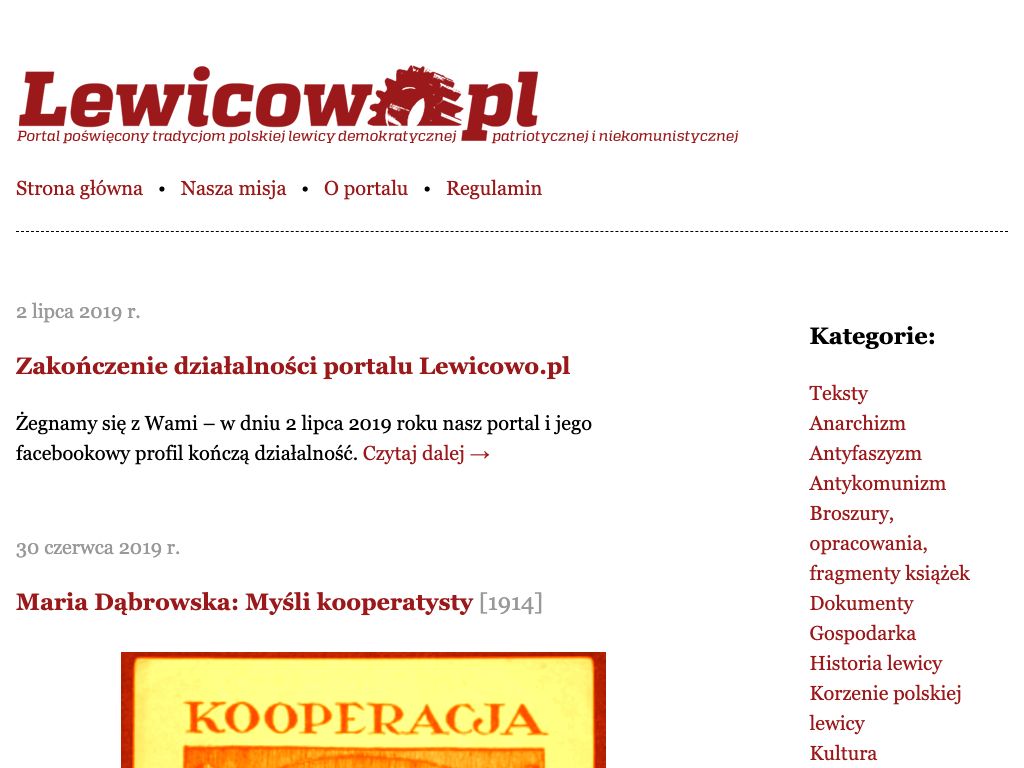 Lewicowo.pl
Portal poświęcony tradycjom polskiej lewicy demokratycznej patriotycznej i niekomunistycznej
Strona główna • Nasza misja • O portalu • Regulamin
2 lipca 2019 r.
Zakończenie działalności portalu Lewicowo.pl
Żegnamy się z Wami – w dniu 2 lipca 2019 roku nasz portal i jego
facebookowy profil kończą działalność. Czytaj dalej →
30 czerwca 2019 r.
Maria Dąbrowska: Myśli kooperatysty [1914]
KOOPERACJA
Kategorie:
Teksty
Anarchizm
Antyfaszyzm
Antykomunizm
Broszury,
opracowania,
fragmenty książek
Dokumenty
Gospodarka
Historia lewicy
Korzenie polskiej
lewicy
Kultura